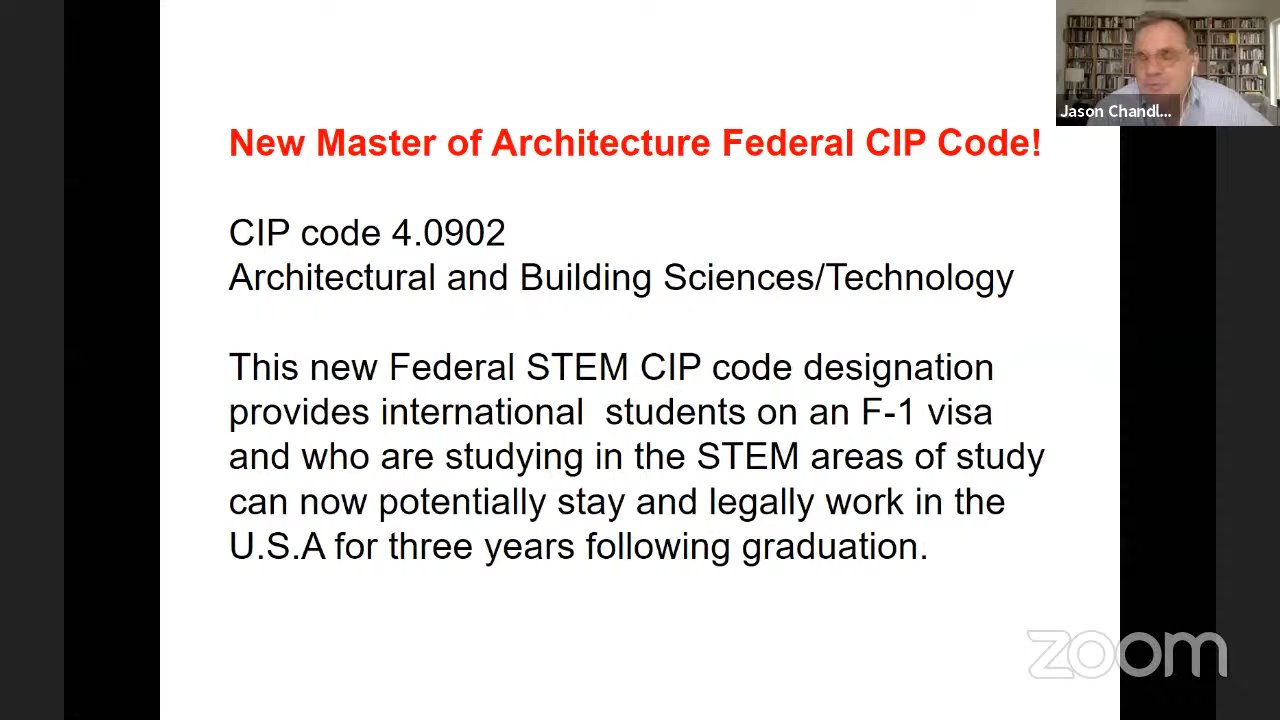 Jason Chandl...
New Master of Architecture Federal CIP Code!
CIP code 4.0902
Architectural and Building Sciences/Technology
This new Federal STEM CIP code designation
provides international  students on an F-1 visa
and who are studying in the STEM areas of study
can now potentially stay and legally work in the
U.S.A for three years following graduation.
zoom